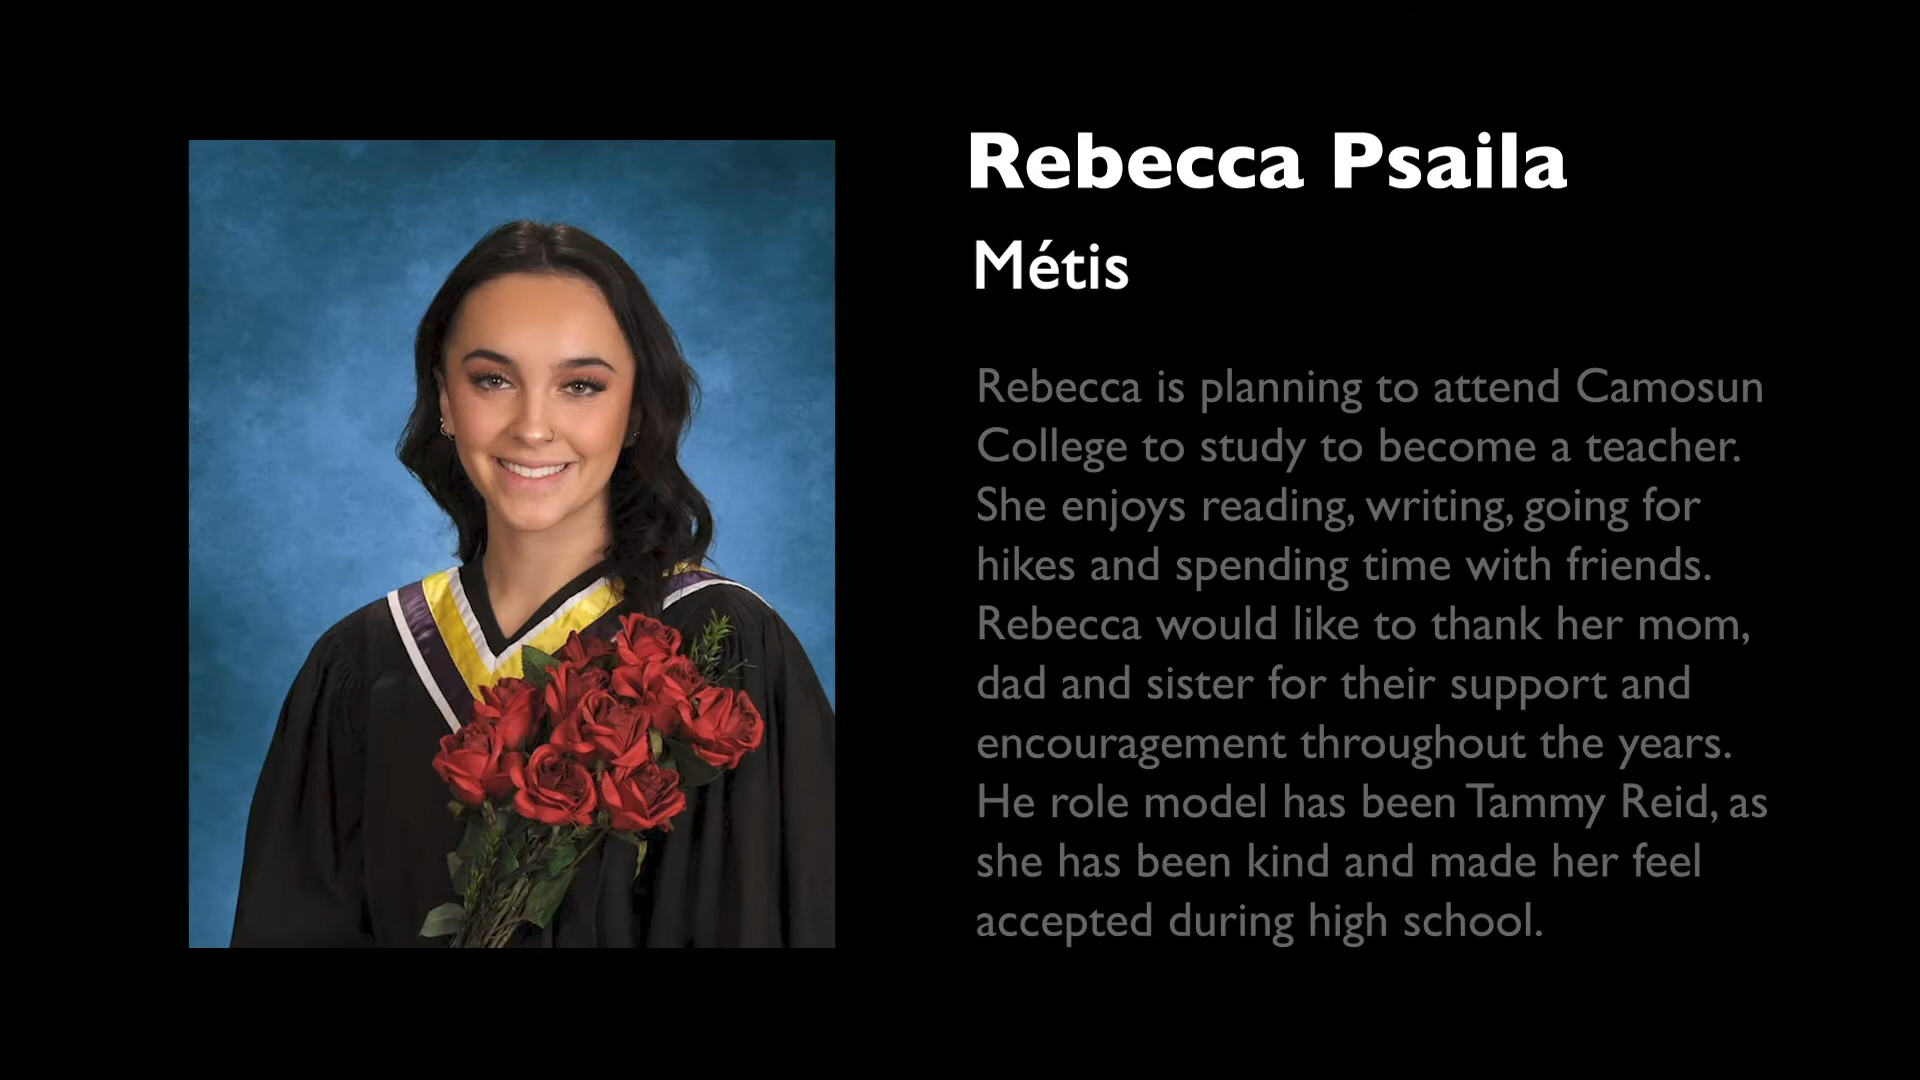 Rebecca Psaila
Métis
Rebecca is planning to attend Camosun
College to study to become a teacher.
She enjoys reading, writing, going for
hikes and spending time with friends.
Rebecca would like to thank her mom,
dad and sister for their support and
encouragement throughout the years.
He role model has been Tammy Reid, as
she has been kind and made her feel
accepted during high school.